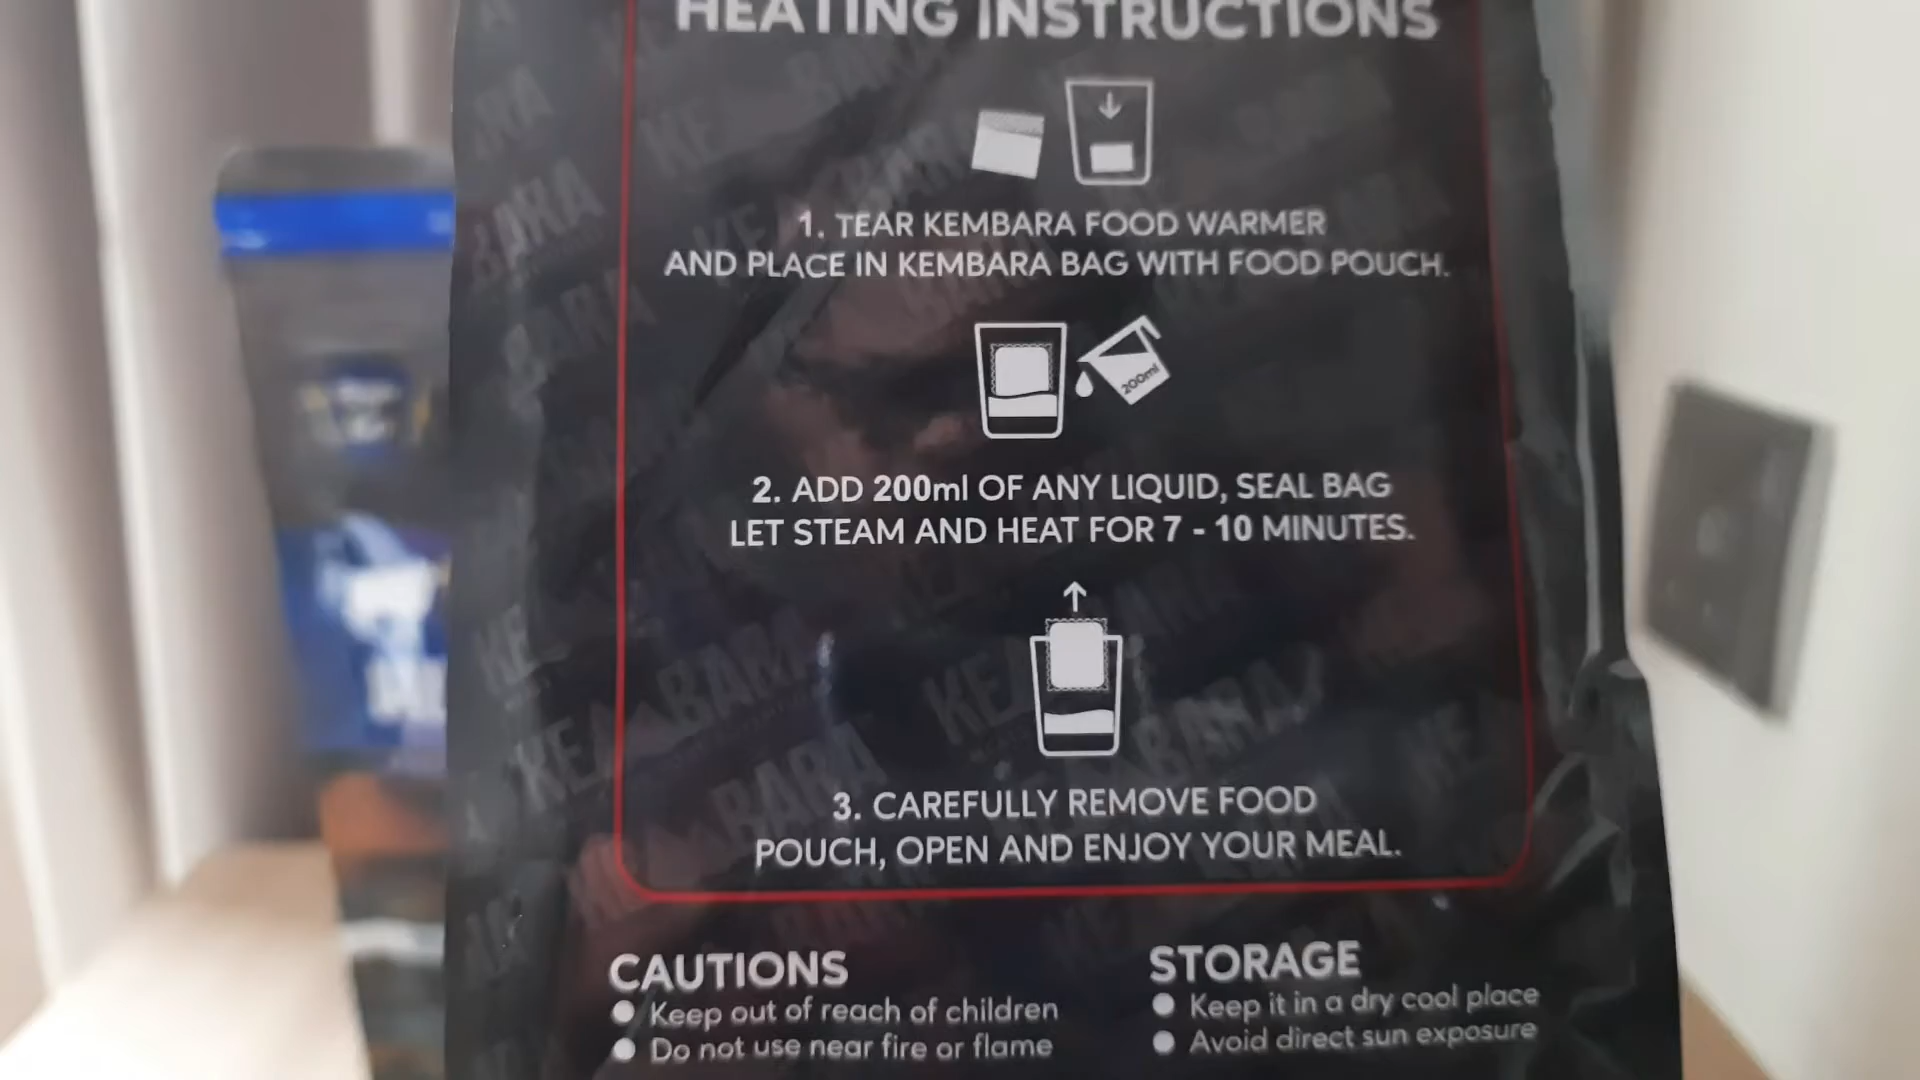 HEATING INSTRUCTIONS
1. TEAR KEMBARA FOOD WARMER
AND PLACE IN KEMBARA BAG WITH FOOD POUCH.
200ml
2. ADD 200ml OF ANY LIQUID, SEAL BAG
LET STEAM AND HEAT FOR 7 - 10 MINUTES.
3. CAREFULLY REMOVE FOOD
POUCH, OPEN AND ENJOY YOUR MEAL.
CAUTIONS
Keep out of reach of children
Do not use near fire or flame
STORAGE
Keep it in a dry cool place
Avoid direct sun exposure